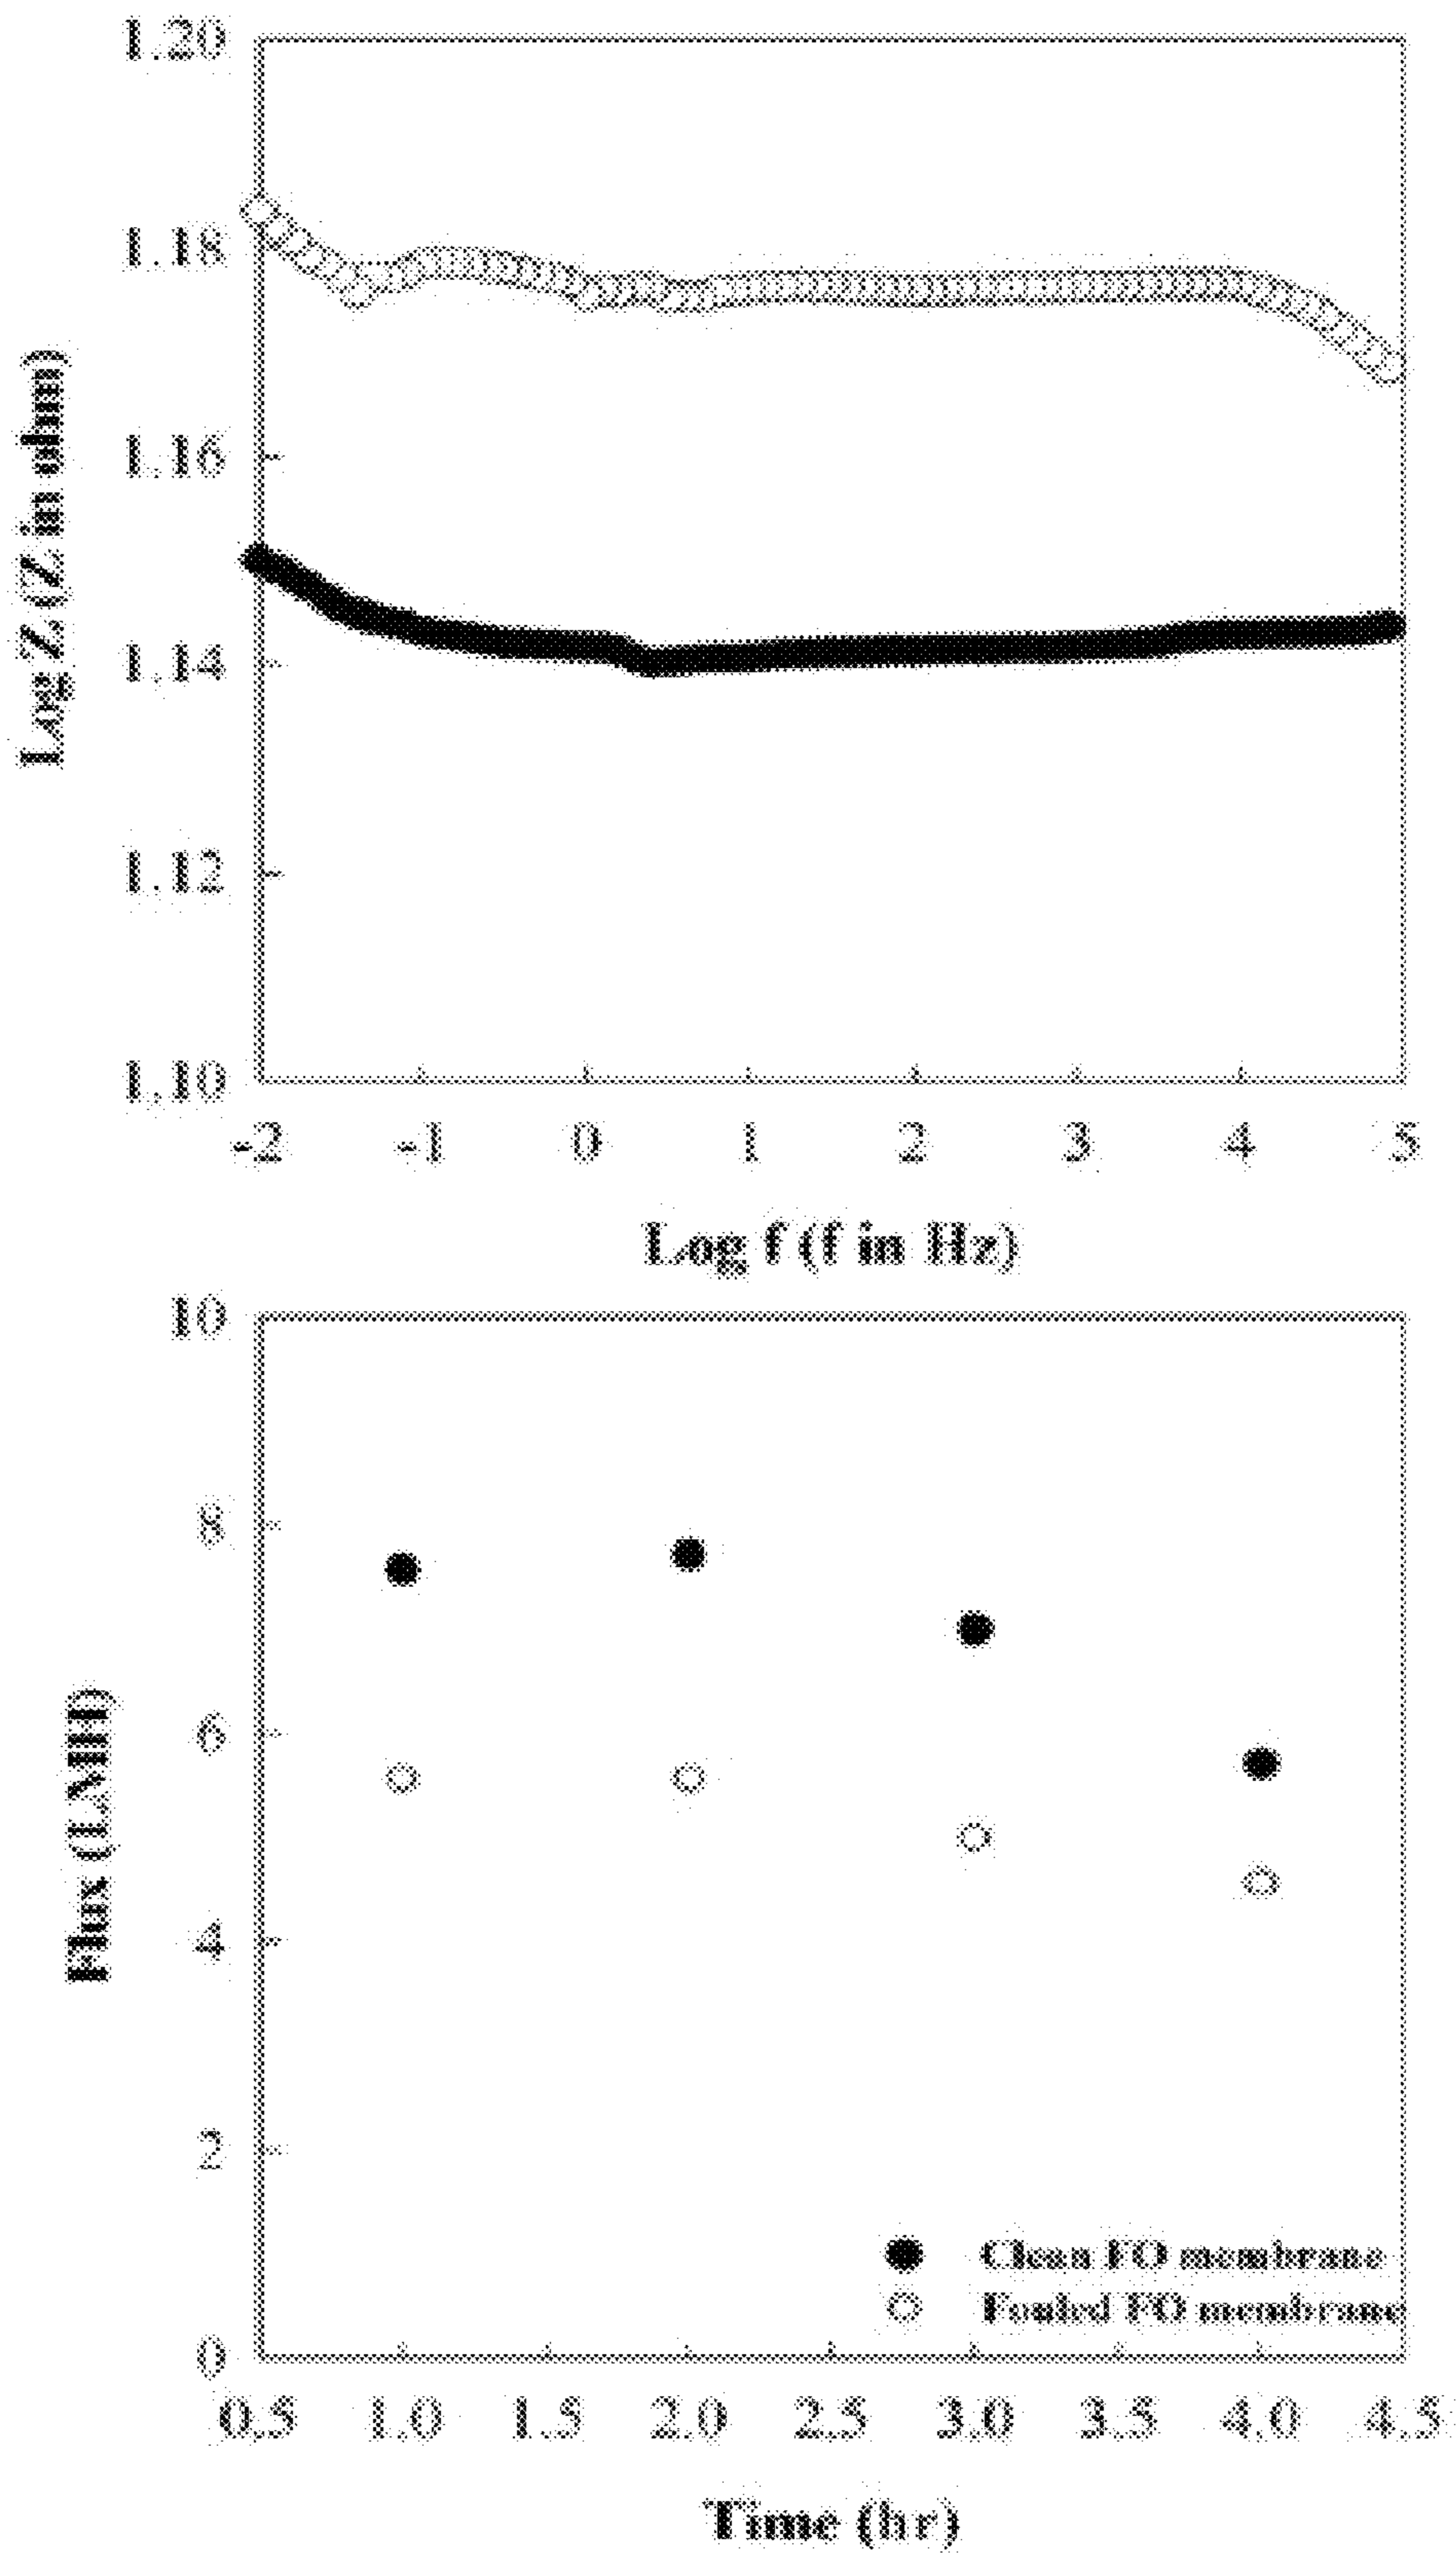 1.20
1.18
1.16
1.14
1.12
1.10
Log Z (Z in ohm)
-2 -1 0 1 2 3 4 5
Log f (f in Hz)
10
8
6
4
2
0
Flux (LMH)
Clean FO membrane
Fouled FO membrane
0.5 1.0 1.5 2.0 2.5 3.0 3.5 4.0 4.5
Time (hr)